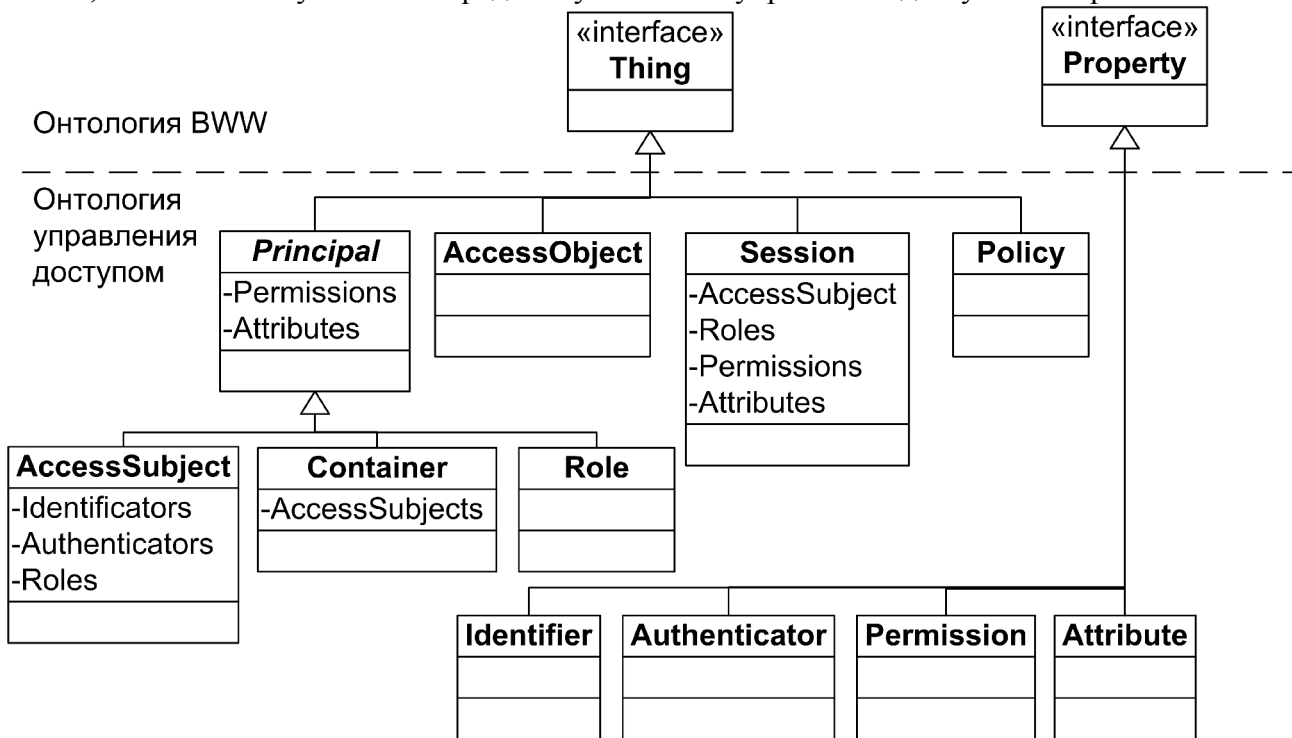 «interface»
Thing
«interface»
Property
Онтология BWW
Онтология
управления
доступом
Principal
-Permissions
-Attributes
AccessObject
Session
-AccessSubject
-Roles
-Permissions
-Attributes
Policy
AccessSubject
-Identificators
-Authenticators
-Roles
Container
-AccessSubjects
Role
Identifier
Authenticator
Permission
Attribute